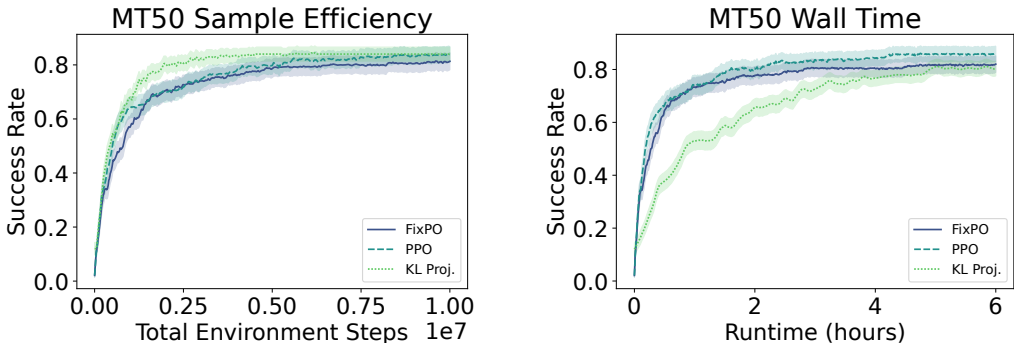 MT50 Sample Efficiency
Success Rate
0.8
0.6
0.4
0.2
0.0
0.00
0.25
0.50
0.75
1.00
1e7
Total Environment Steps
FixPO
PPO
KL Proj.
MT50 Wall Time
Success Rate
0.8
0.6
0.4
0.2
0.0
0
2
4
6
Runtime (hours)
FixPO
PPO
KL Proj.